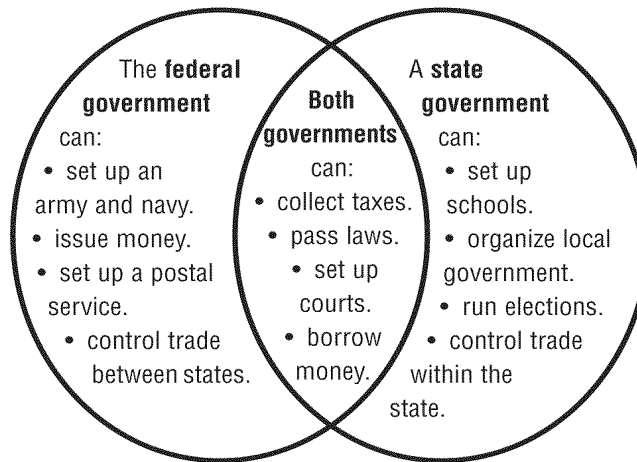 The federal
government
can:
• set up an
army and navy.
• issue money.
• set up a postal
service.
• control trade
between states.
Both
governments
can:
• collect taxes.
• pass laws.
• set up
courts.
• borrow
money.
A state
government
can:
• set up
schools.
• organize local
government.
• run elections.
• control trade
within the
state.